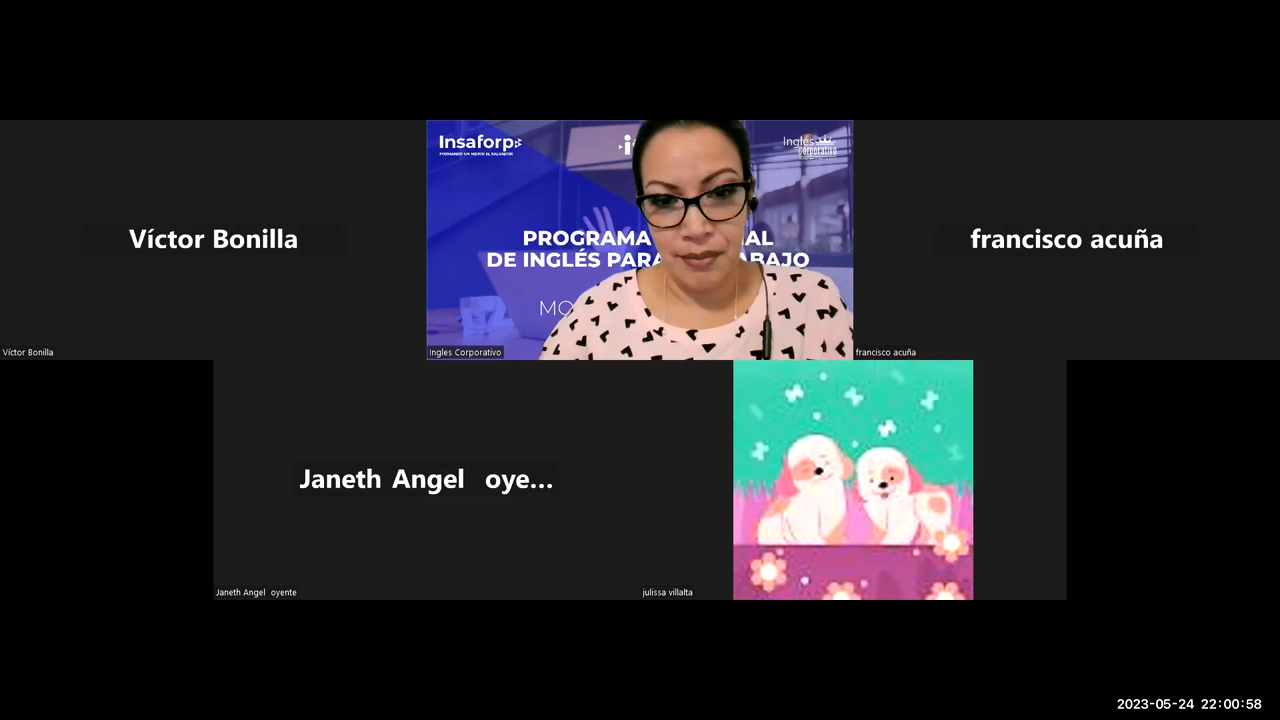 Víctor Bonilla
Víctor Bonilla
Insaforp
FORMANDO UN MEJOR EL SALVADOR
Inglés
corporativo
PROGRAMA
AL
DE INGLÉS PARA
ABAJO
MO
Ingles Corporativo
francisco acuña
francisco acuña
Janeth Angel oye...
Janeth Angel oyente
julissa villalta
2023-05-24 22:00:58